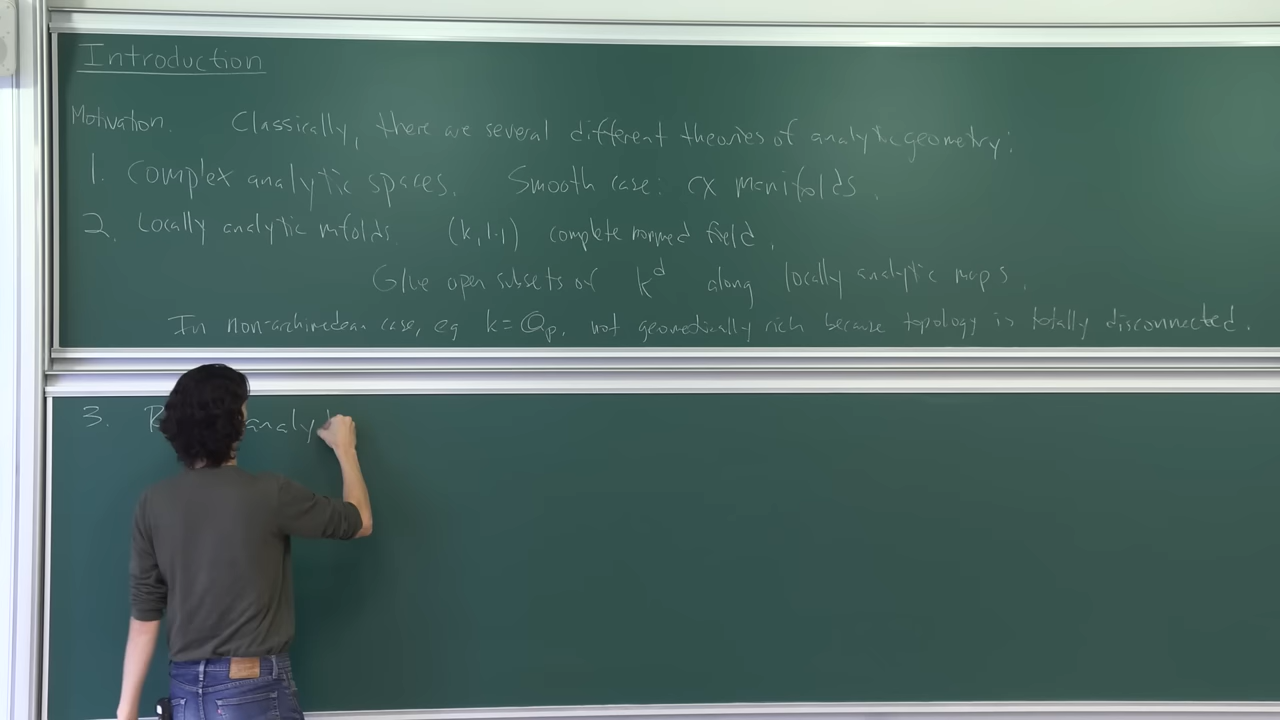 Introduction
Motivation. Classically, there are several different theories of analytic geometry:
1. Complex analytic spaces. Smooth case: cx manifolds.
2. Locally analytic mfolds. (k, |·|) complete normed field.
Glue open subsets of k^d along locally analytic maps.
In non-archimedean case, eg k = ℚ_p, not geometrically rich because topology is totally disconnected.
3. analy